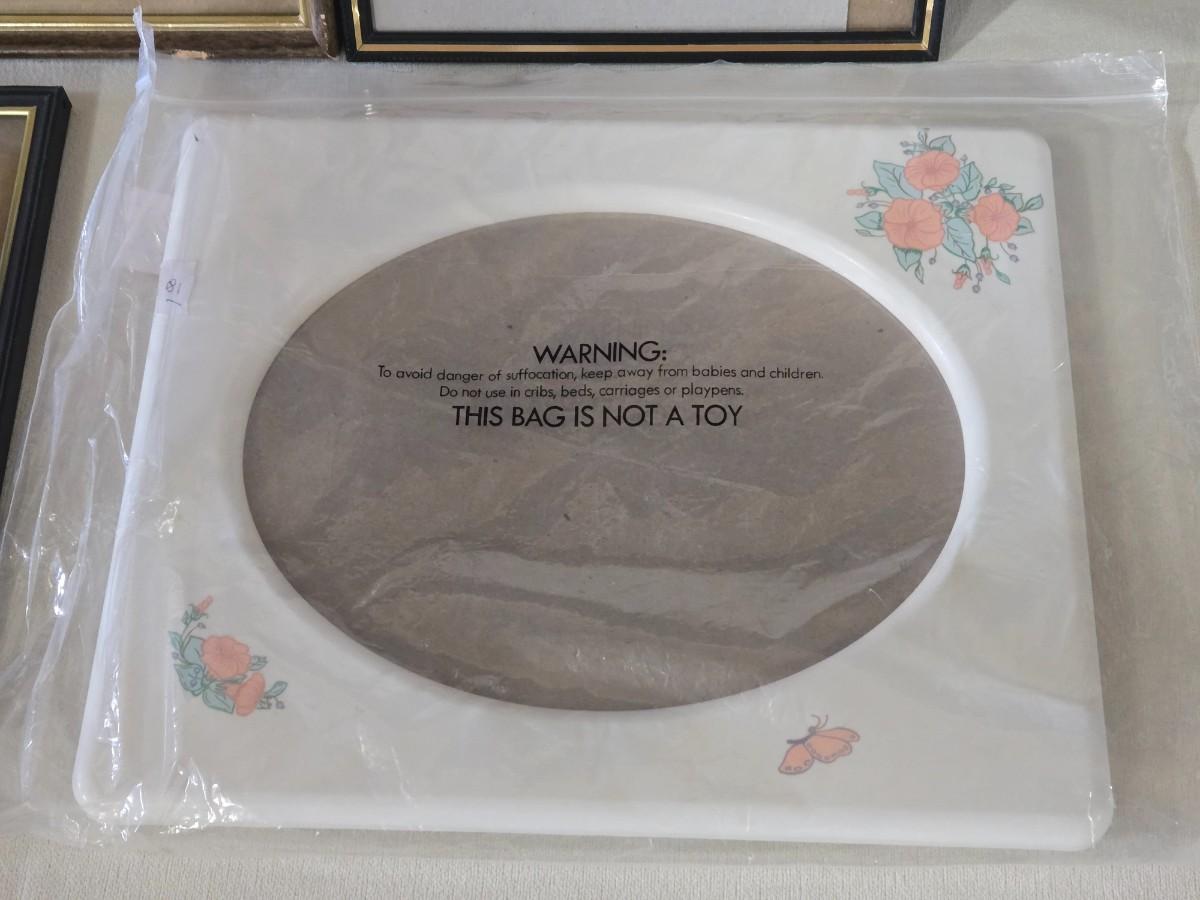 WARNING:
To avoid danger of suffocation, keep away from babies and children.
Do not use in cribs, beds, carriages or playpens.
THIS BAG IS NOT A TOY